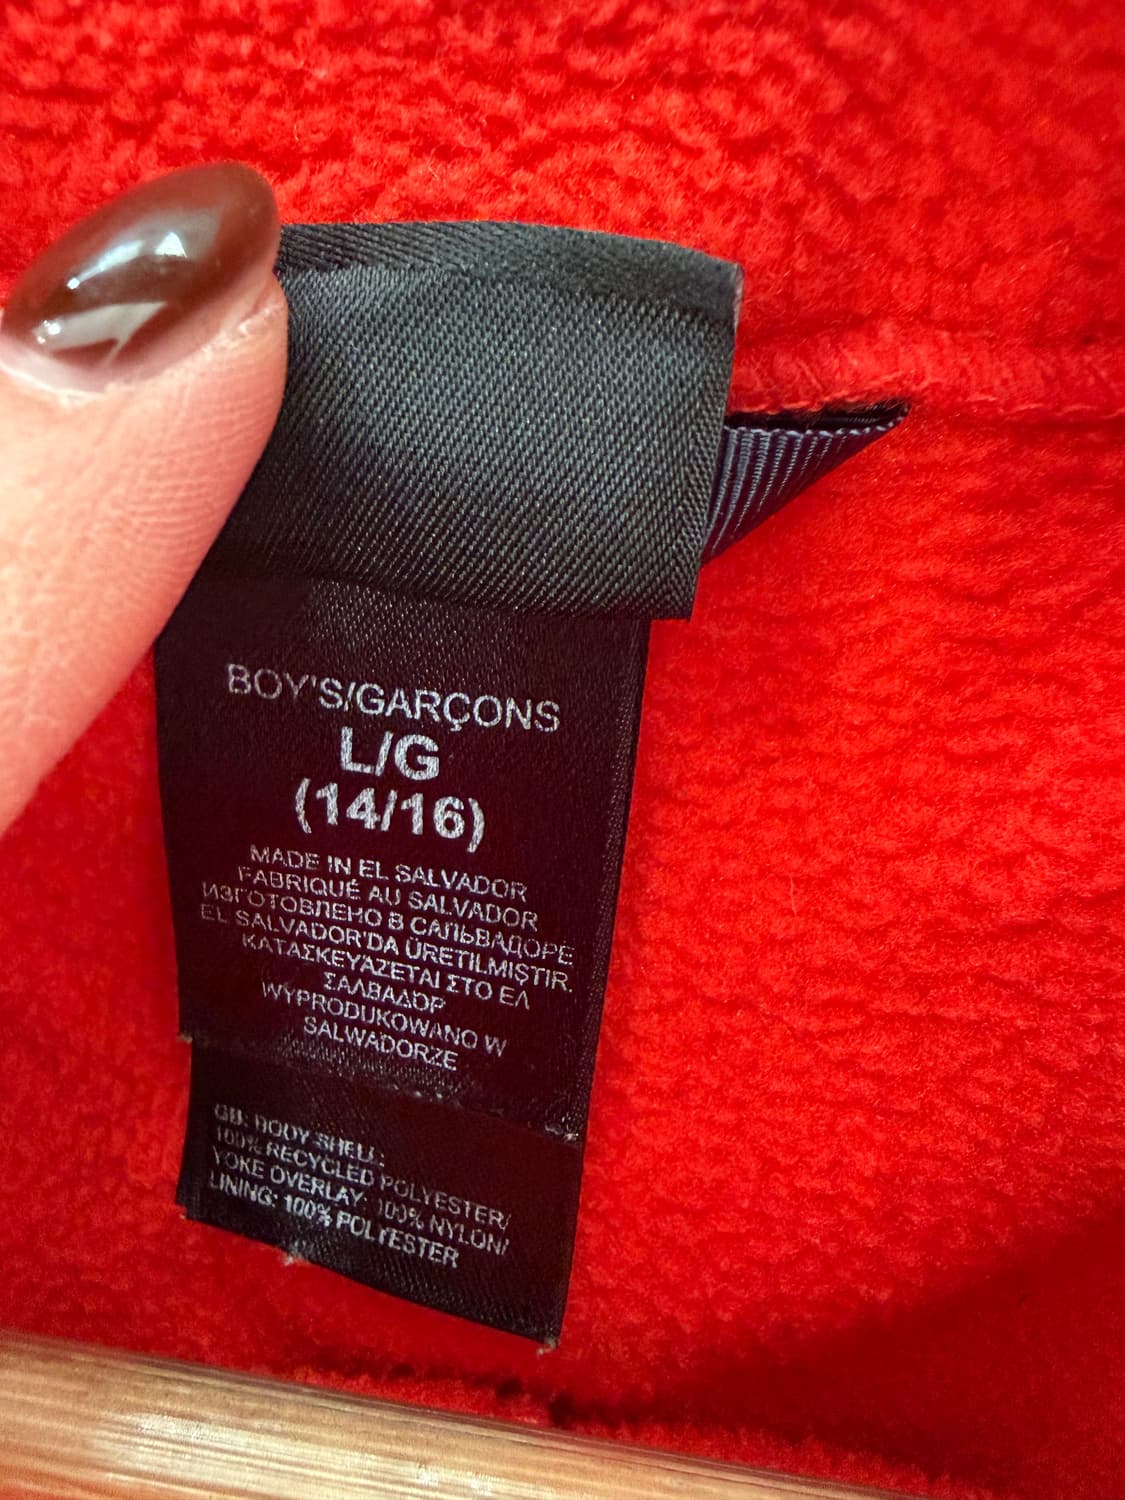 BOY'S/GARÇONS
L/G
(14/16)
MADE IN EL SALVADOR
FABRIQUÉ AU SALVADOR
ИЗГОТОВЛЕНО В САЛЬВАДОРЕ
EL SALVADOR'DA ÜRETILMIŞTIR.
ΚΑΤΑΣΚΕΥΑΖΕΤΑΙ ΣΤΟ ΕΛ
ΣΑΛΒΑΔΟΡ
WYPRODUKOWANO W
SALWADORZE
GB: BODY SHELL:
100% RECYCLED POLYESTER/
YOKE OVERLAY: 100% NYLON/
LINING: 100% POLYESTER